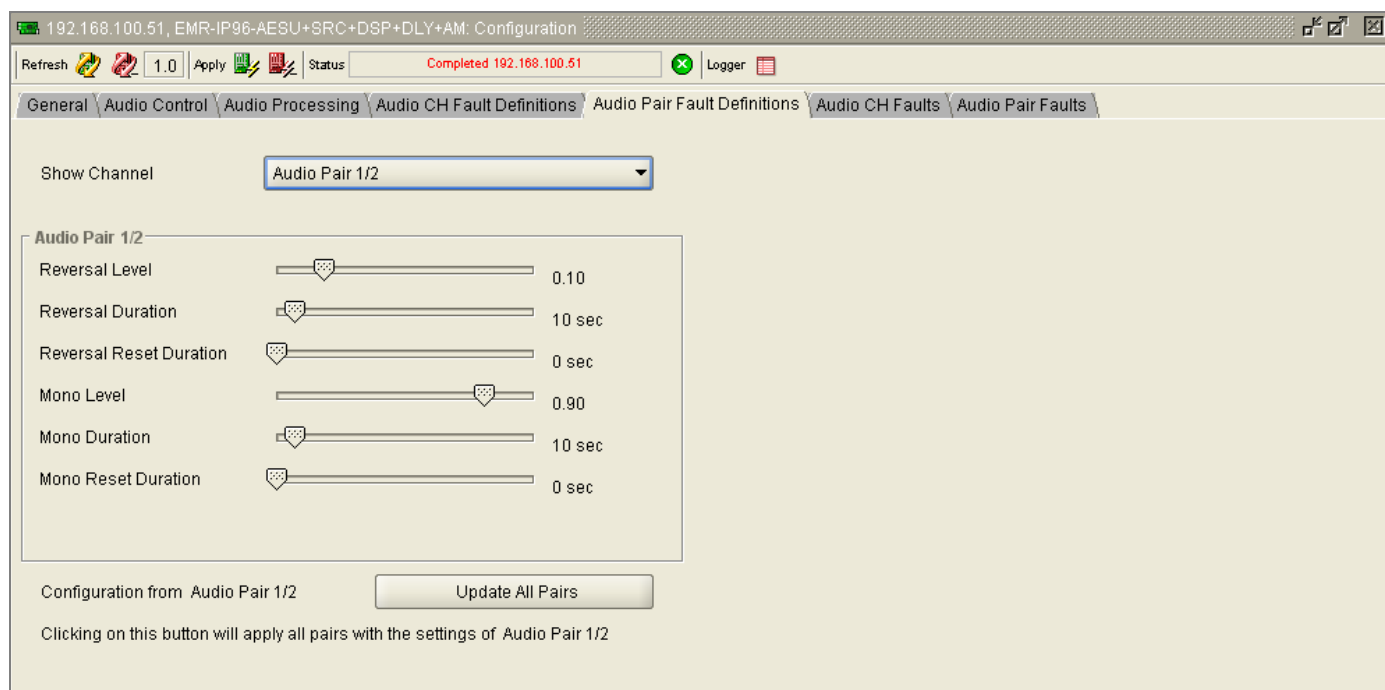 192.168.100.51, EMR-IP96-AESU+SRC+DSP+DLY+AM: Configuration
Refresh 1.0 Apply Status Completed 192.168.100.51 Logger
General Audio Control Audio Processing Audio CH Fault Definitions Audio Pair Fault Definitions Audio CH Faults Audio Pair Faults
Show Channel Audio Pair 1/2
Audio Pair 1/2
Reversal Level 0.10
Reversal Duration 10 sec
Reversal Reset Duration 0 sec
Mono Level 0.90
Mono Duration 10 sec
Mono Reset Duration 0 sec
Configuration from Audio Pair 1/2 Update All Pairs
Clicking on this button will apply all pairs with the settings of Audio Pair 1/2